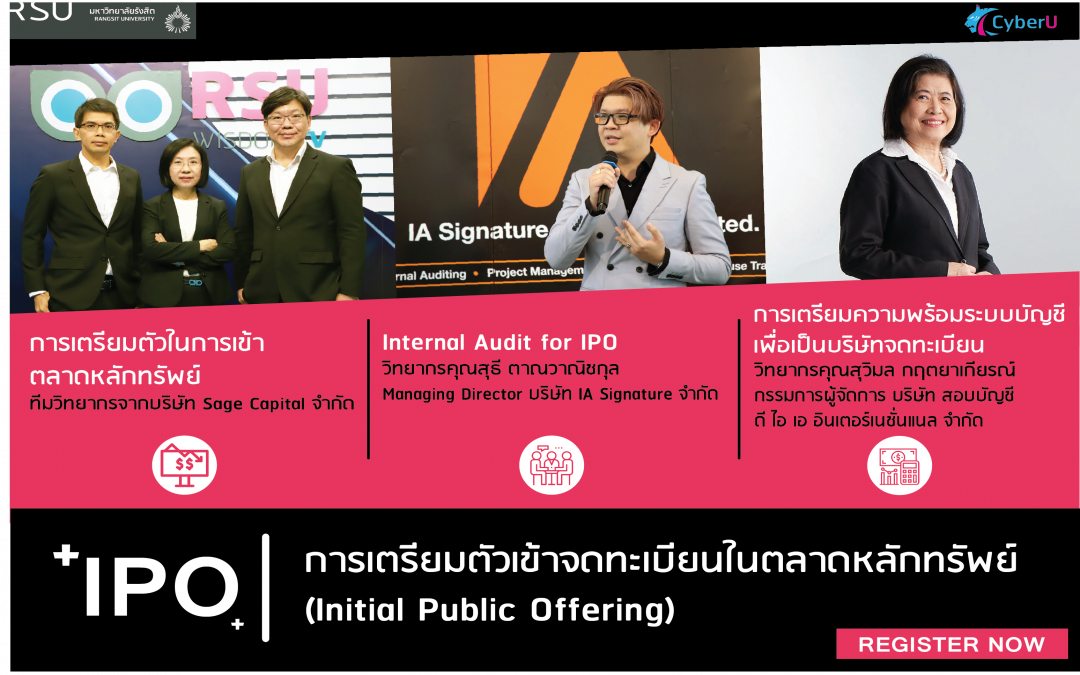 RSU
มหาวิทยาลัยรังสิต
RANGSIT UNIVERSITY
CyberU
RSU
WISDOM TV
IA Signature
ted.
rnal Auditing • Project Managem
use Tra
การเตรียมตัวในการเข้า
ตลาดหลักทรัพย์
ทีมวิทยากรจากบริษัท Sage Capital จำกัด
Internal Audit for IPO
วิทยากรคุณสุธี ตาณวาณิชกุล
Managing Director บริษัท IA Signature จำกัด
การเตรียมความพร้อมระบบบัญชี
เพื่อเป็นบริษัทจดทะเบียน
วิทยากรคุณสุวิมล กฤตยาเกียรณ์
กรรมการผู้จัดการ บริษัท สอบบัญชี
ดี ไอ เอ อินเตอร์เนชั่นแนล จำกัด
IPO
การเตรียมตัวเข้าจดทะเบียนในตลาดหลักทรัพย์
(Initial Public Offering)
REGISTER NOW